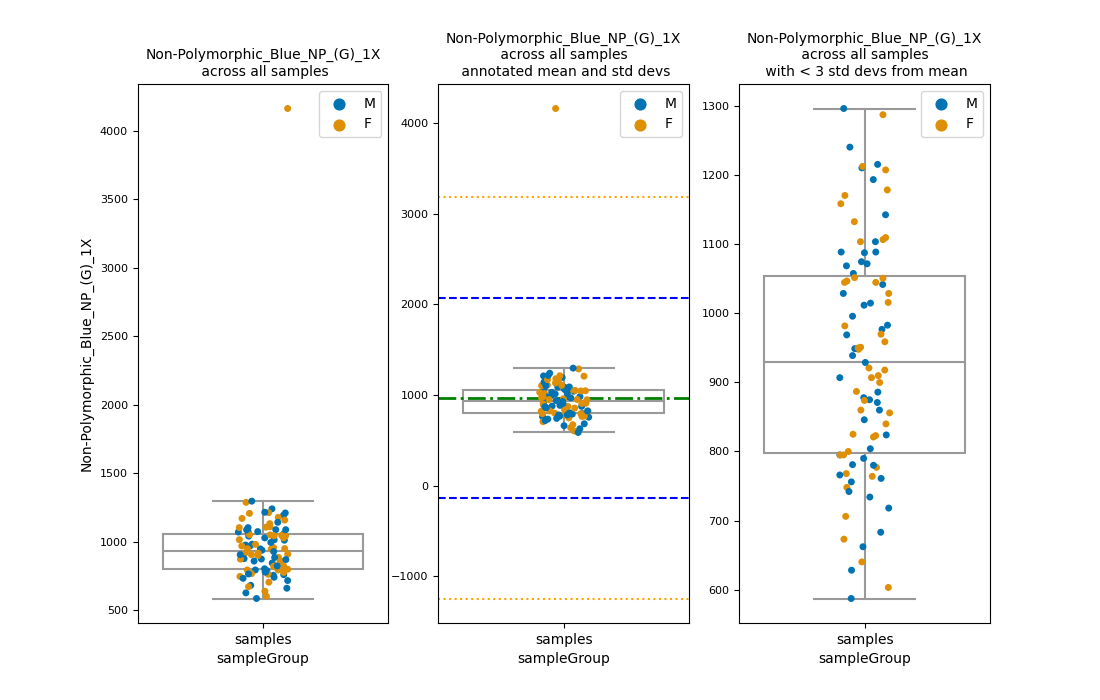 Non-Polymorphic_Blue_NP_(G)_1X
across all samples
Non-Polymorphic_Blue_NP_(G)_1X
4000
3500
3000
2500
2000
1500
1000
500
M
F
samples
sampleGroup
Non-Polymorphic_Blue_NP_(G)_1X
across all samples
annotated mean and std devs
4000
3000
2000
1000
0
−1000
M
F
samples
sampleGroup
Non-Polymorphic_Blue_NP_(G)_1X
across all samples
with < 3 std devs from mean
1300
1200
1100
1000
900
800
700
600
M
F
samples
sampleGroup